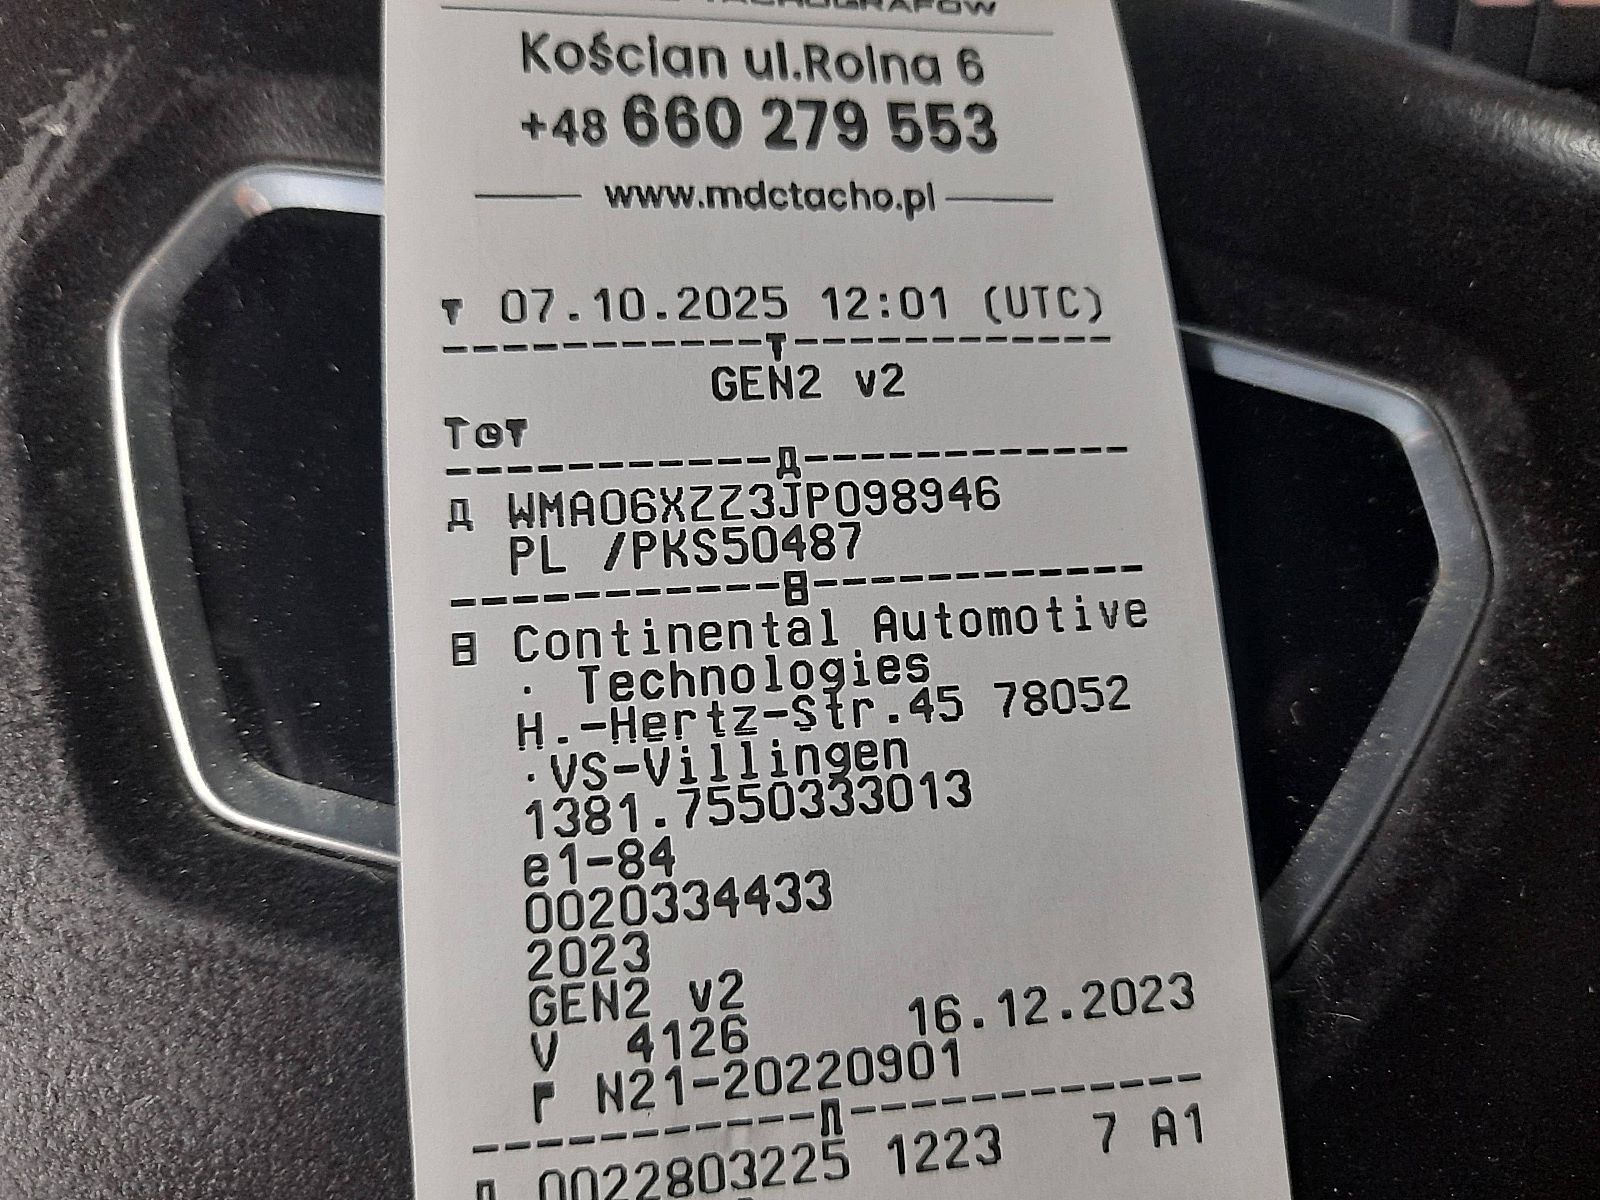 TACHOGRAFÓW
Kościan ul.Rolna 6
+48 660 279 553
www.mdctacho.pl
07.10.2025 12:01 (UTC)
GEN2 v2
WMA06XZZ3JP098946
PL /PKS50487
Continental Automotive
. Technologies
H.-Hertz-Str.45 78052
.VS-Villingen
1381.7550333013
e1-84
0020334433
2023
GEN2 v2
V 4126 16.12.2023
N21-20220901
0022803225 1223 7 A1